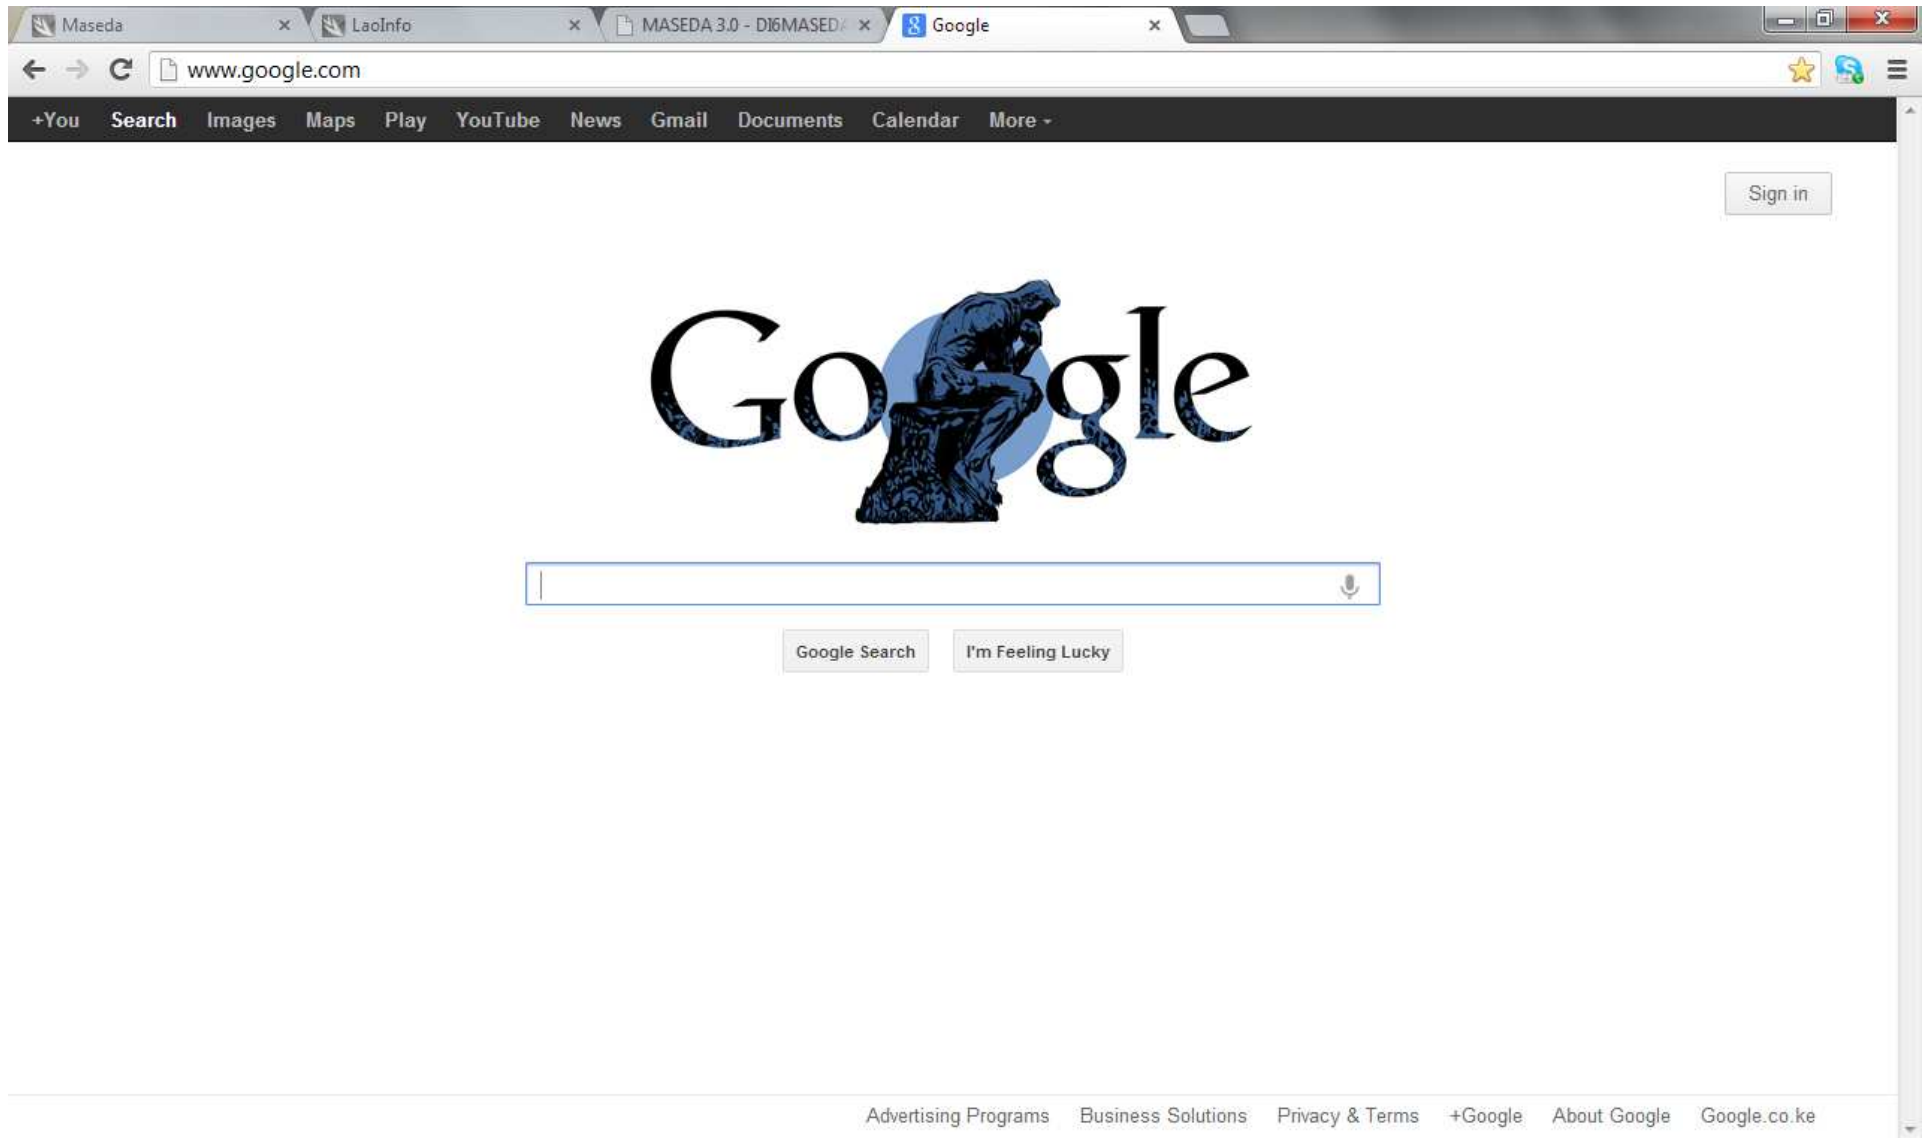 Maseda LaoInfo MASEDA 3.0 - DI6MASEDA Google
www.google.com
+You Search Images Maps Play YouTube News Gmail Documents Calendar More
Sign in
Google
Google Search I'm Feeling Lucky
Advertising Programs Business Solutions Privacy & Terms +Google About Google Google.co.ke